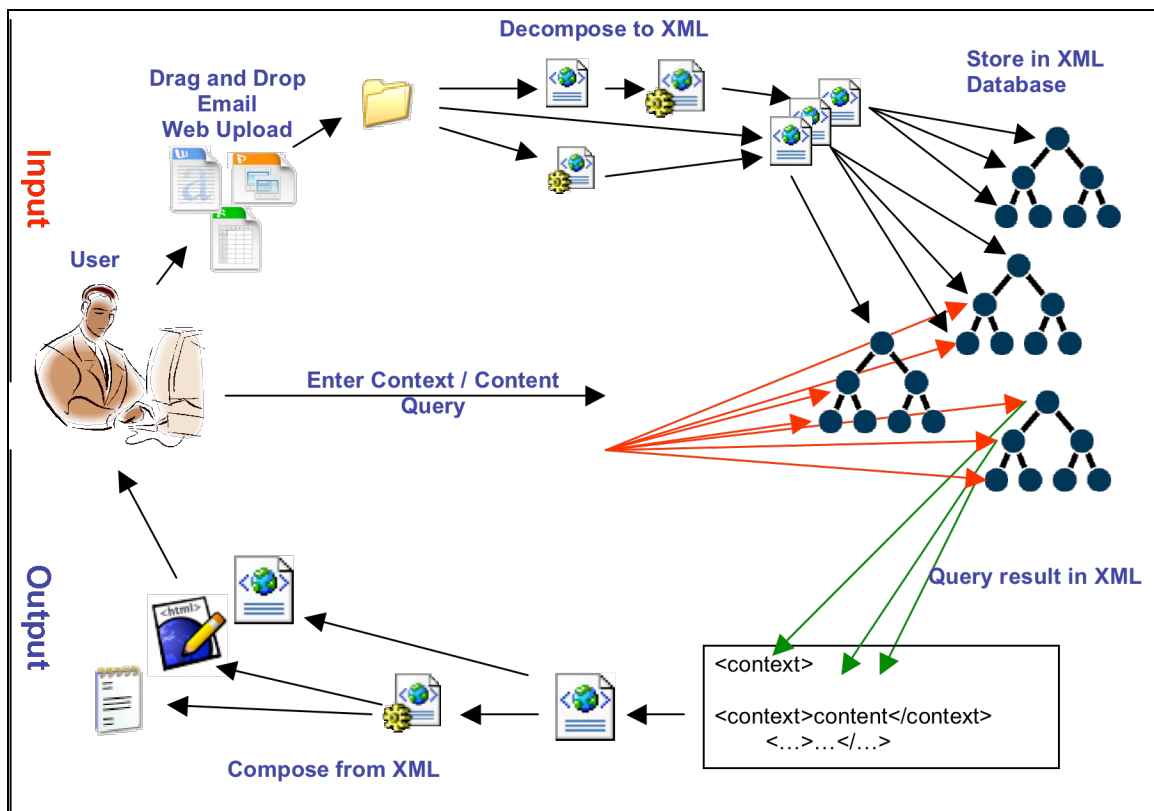 Decompose to XML
Drag and Drop
Email
Web Upload
Store in XML
Database
Input
User
Enter Context / Content
Query
Output
Query result in XML
<html>
<context>
<context>content</context>
<...>...</...>
Compose from XML